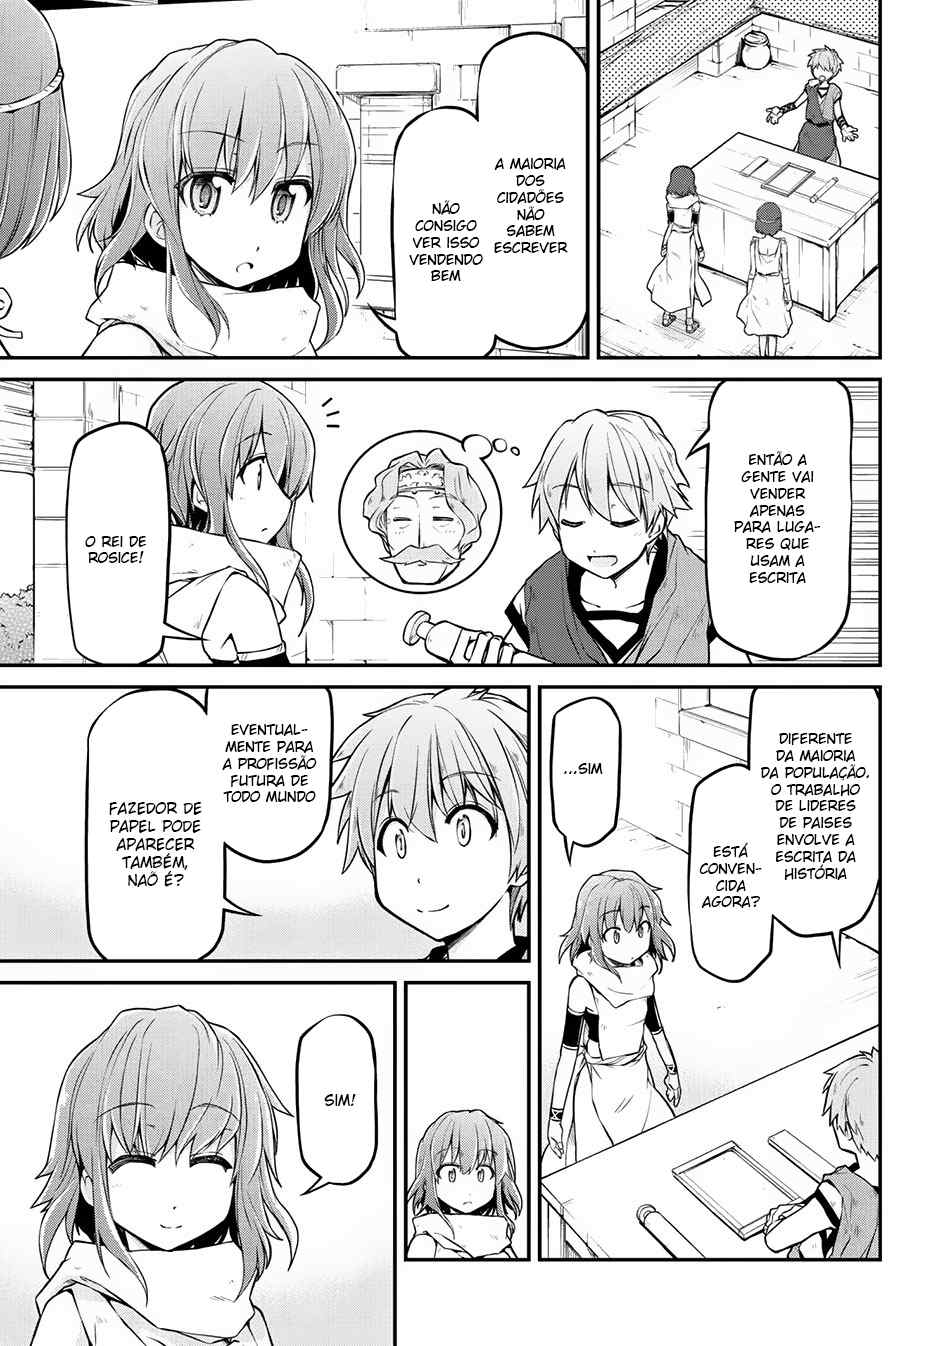 A MAIORIA
DOS
CIDADÕES
NÃO
SABEM
ESCREVER
NÃO
CONSIGO
VER ISSO
VENDENDO
BEM
ENTÃO A
GENTE VAI
VENDER
APENAS
PARA LUGA-
RES QUE
USAM A
ESCRITA
O REI DE
ROSICE!
DIFERENTE
DA MAIORIA
DA POPULAÇÃO,
O TRABALHO
DE LIDERES
DE PAISES
ENVOLVE A
ESCRITA DA
HISTÓRIA
ESTÁ
CONVEN-
CIDA
AGORA?
...SIM
EVENTUAL-
MENTE PARA
A PROFISSÃO
FUTURA DE
TODO MUNDO
FAZEDOR DE
PAPEL PODE
APARECER
TAMBÉM,
NAÕ É?
SIM!